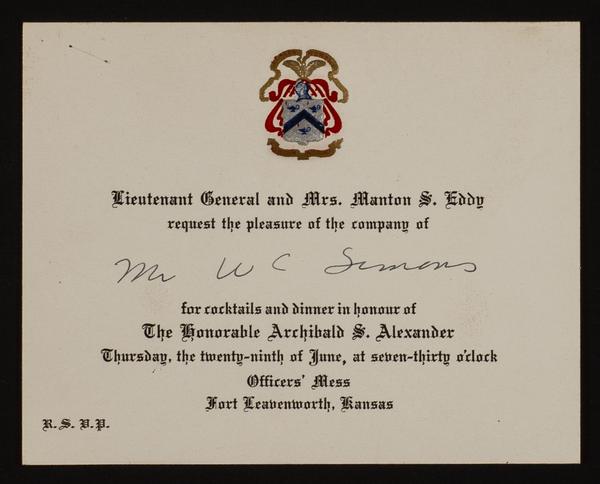 Lieutenant General and Mrs. Manton S. Eddy
request the pleasure of the company of
Mr W C Simons
for cocktails and dinner in honour of
The Honorable Archibald S. Alexander
Thursday, the twenty-ninth of June, at seven-thirty o'clock
Officers' Mess
Fort Leavenworth, Kansas
R. S. V. P.